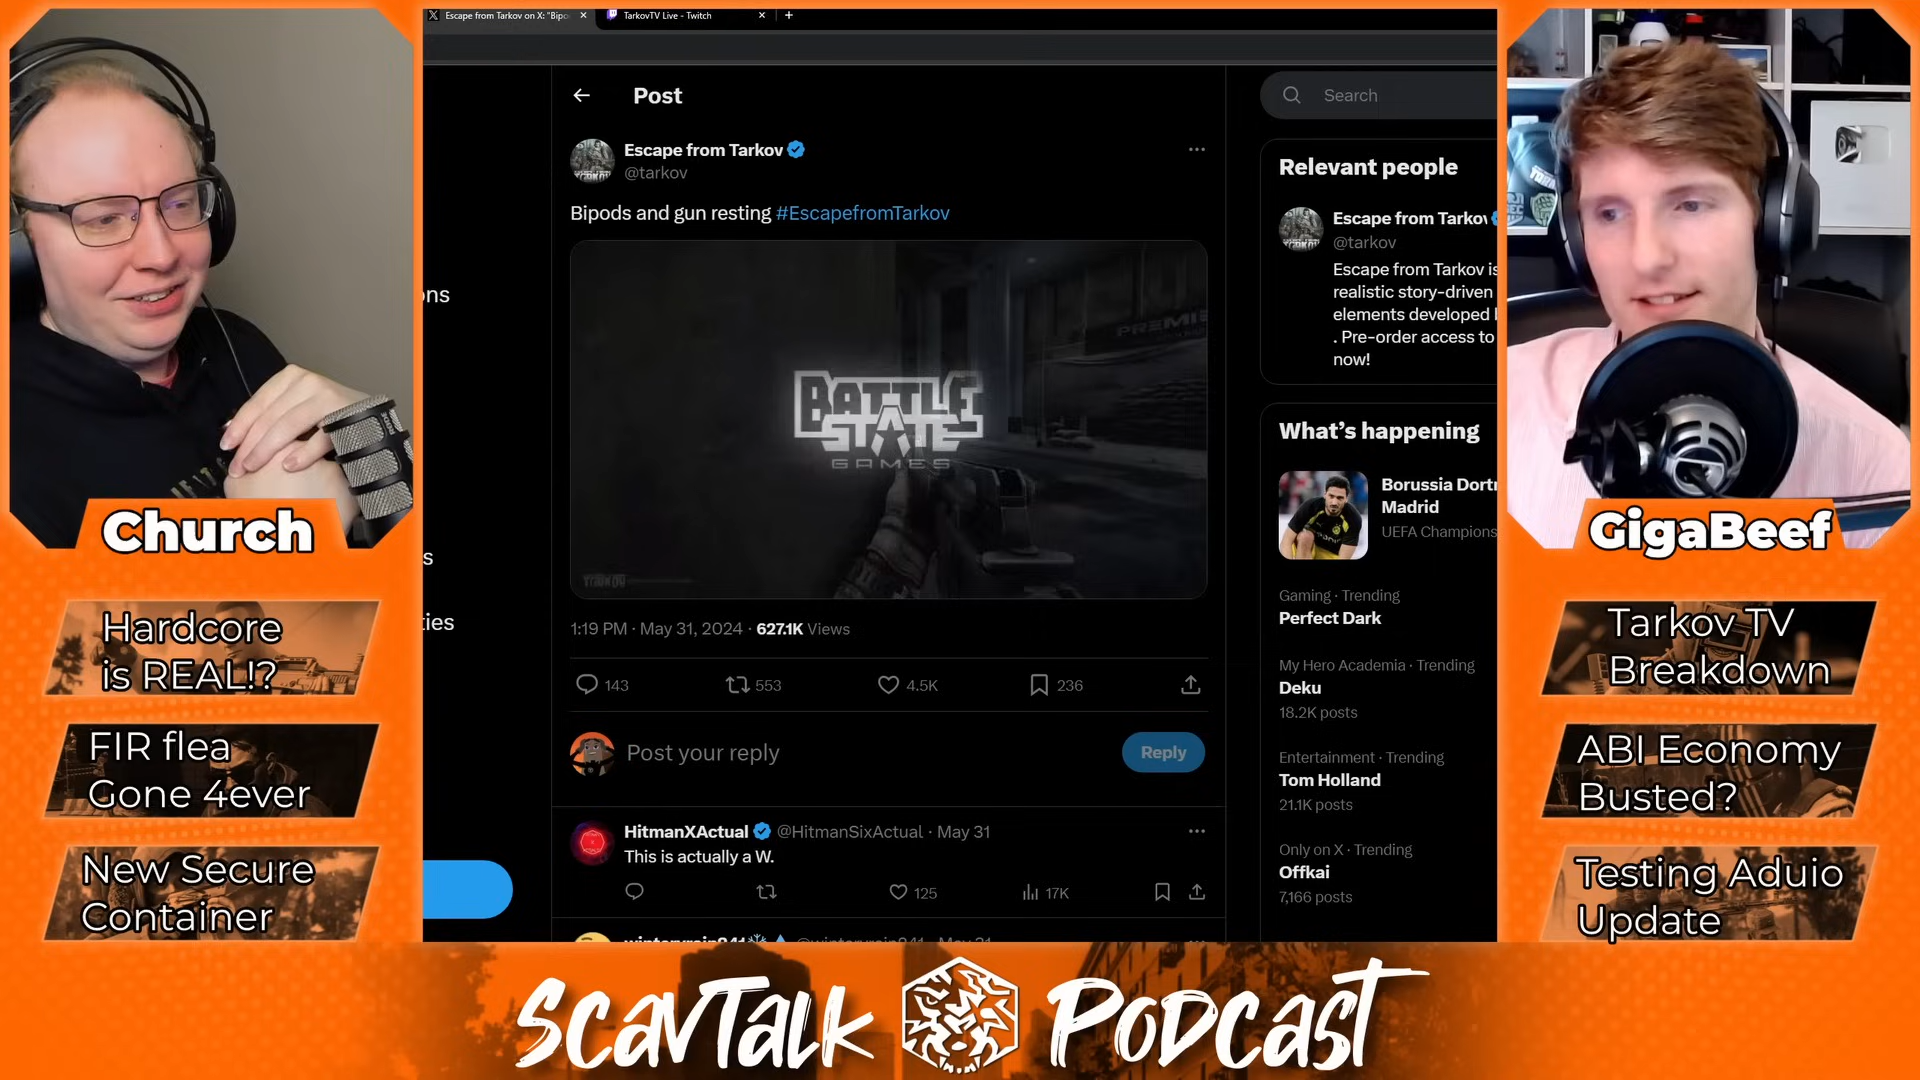 Escape from Tarkov on X: "Bipo
TarkovTV Live - Twitch
Post
Search
Escape from Tarkov
@tarkov
Bipods and gun resting #EscapefromTarkov
BATTLE
STATE
GAMES
PREMIE
TARKOV
1:19 PM · May 31, 2024 · 627.1K Views
143
553
4.5K
236
Post your reply
Reply
HitmanXActual @HitmanSixActual · May 31
This is actually a W.
125
17K
ons
s
ties
Relevant people
Escape from Tarkov
@tarkov
Escape from Tarkov is
realistic story-driven
elements developed
. Pre-order access to
now!
What's happening
Borussia Dortm
Madrid
UEFA Champions
Gaming · Trending
Perfect Dark
My Hero Academia · Trending
Deku
18.2K posts
Entertainment · Trending
Tom Holland
21.1K posts
Only on X · Trending
Offkai
7,166 posts
Church
Hardcore
is REAL!?
FIR flea
Gone 4ever
New Secure
Container
GigaBeef
Tarkov TV
Breakdown
ABI Economy
Busted?
Testing Aduio
Update
ScavTalk Podcast